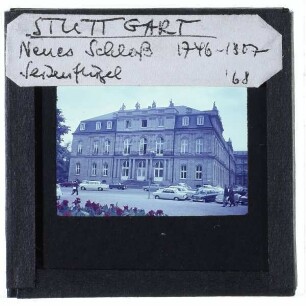 STUTTGART
Neues Schloß 1746-1807
Seitenflügel '68